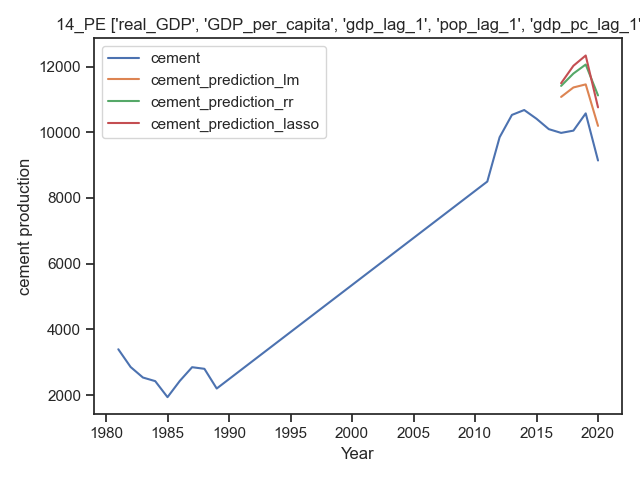 14_PE ['real_GDP', 'GDP_per_capita', 'gdp_lag_1', 'pop_lag_1', 'gdp_pc_lag_1'
cement
cement_prediction_lm
cement_prediction_rr
cement_prediction_lasso
12000
10000
8000
6000
4000
2000
cement production
1980 1985 1990 1995 2000 2005 2010 2015 2020
Year